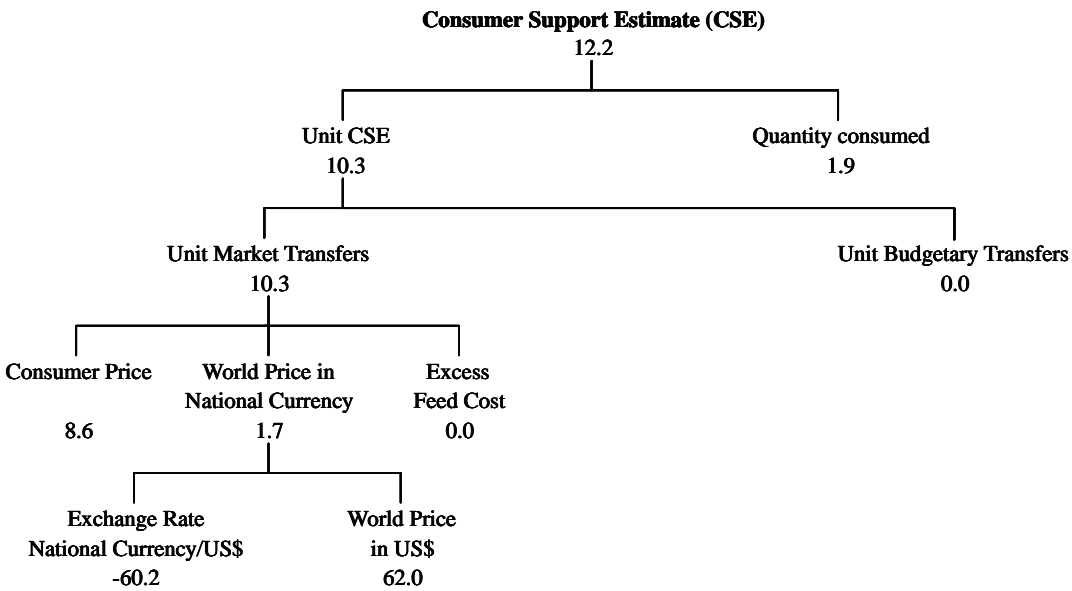 Consumer Support Estimate (CSE)
12.2
Unit CSE
10.3
Quantity consumed
1.9
Unit Market Transfers
10.3
Unit Budgetary Transfers
0.0
Consumer Price
8.6
World Price in
National Currency
1.7
Excess
Feed Cost
0.0
Exchange Rate
National Currency/US$
-60.2
World Price
in US$
62.0